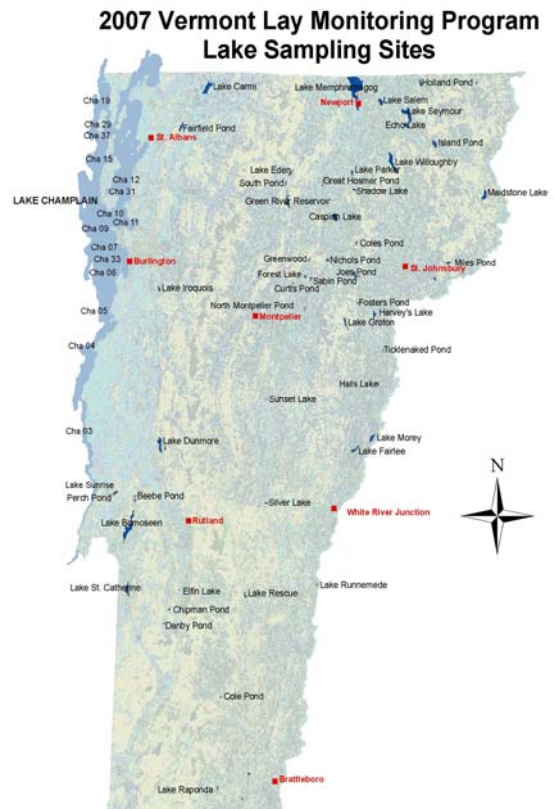 2007 Vermont Lay Monitoring Program
Lake Sampling Sites
Lake Carmi
Lake Memphremagog
Holland Pond
Cha 19
Newport
Lake Salem
Lake Seymour
Cha 29
Fairfield Pond
Echo Lake
Cha 37
St. Albans
Island Pond
Cha 15
Lake Willoughby
Lake Eden
Lake Parker
Cha 12
South Pond
Great Hosmer Pond
Cha 31
Shadow Lake
Maidstone Lake
LAKE CHAMPLAIN
Green River Reservoir
Cha 10
Caspian Lake
Cha 11
Cha 09
Coles Pond
Cha 07
Cha 33
Burlington
Greenwood
Nichols Pond
Miles Pond
St. Johnsbury
Cha 06
Forest Lake
Joes Pond
Sabin Pond
Lake Iroquois
Curtis Pond
North Montpelier Pond
Fosters Pond
Cha 05
Montpelier
Harvey's Lake
Lake Groton
Cha 04
Ticklenaked Pond
Halls Lake
Sunset Lake
Cha 03
Lake Dunmore
Lake Morey
Lake Fairlee
Lake Sunrise
Perch Pond
Beebe Pond
Silver Lake
N
White River Junction
Lake Bomoseen
Rutland
Lake St. Catherine
Elfin Lake
Lake Rescue
Lake Runnemede
Chipman Pond
Danby Pond
Cole Pond
Brattleboro
Lake Raponda